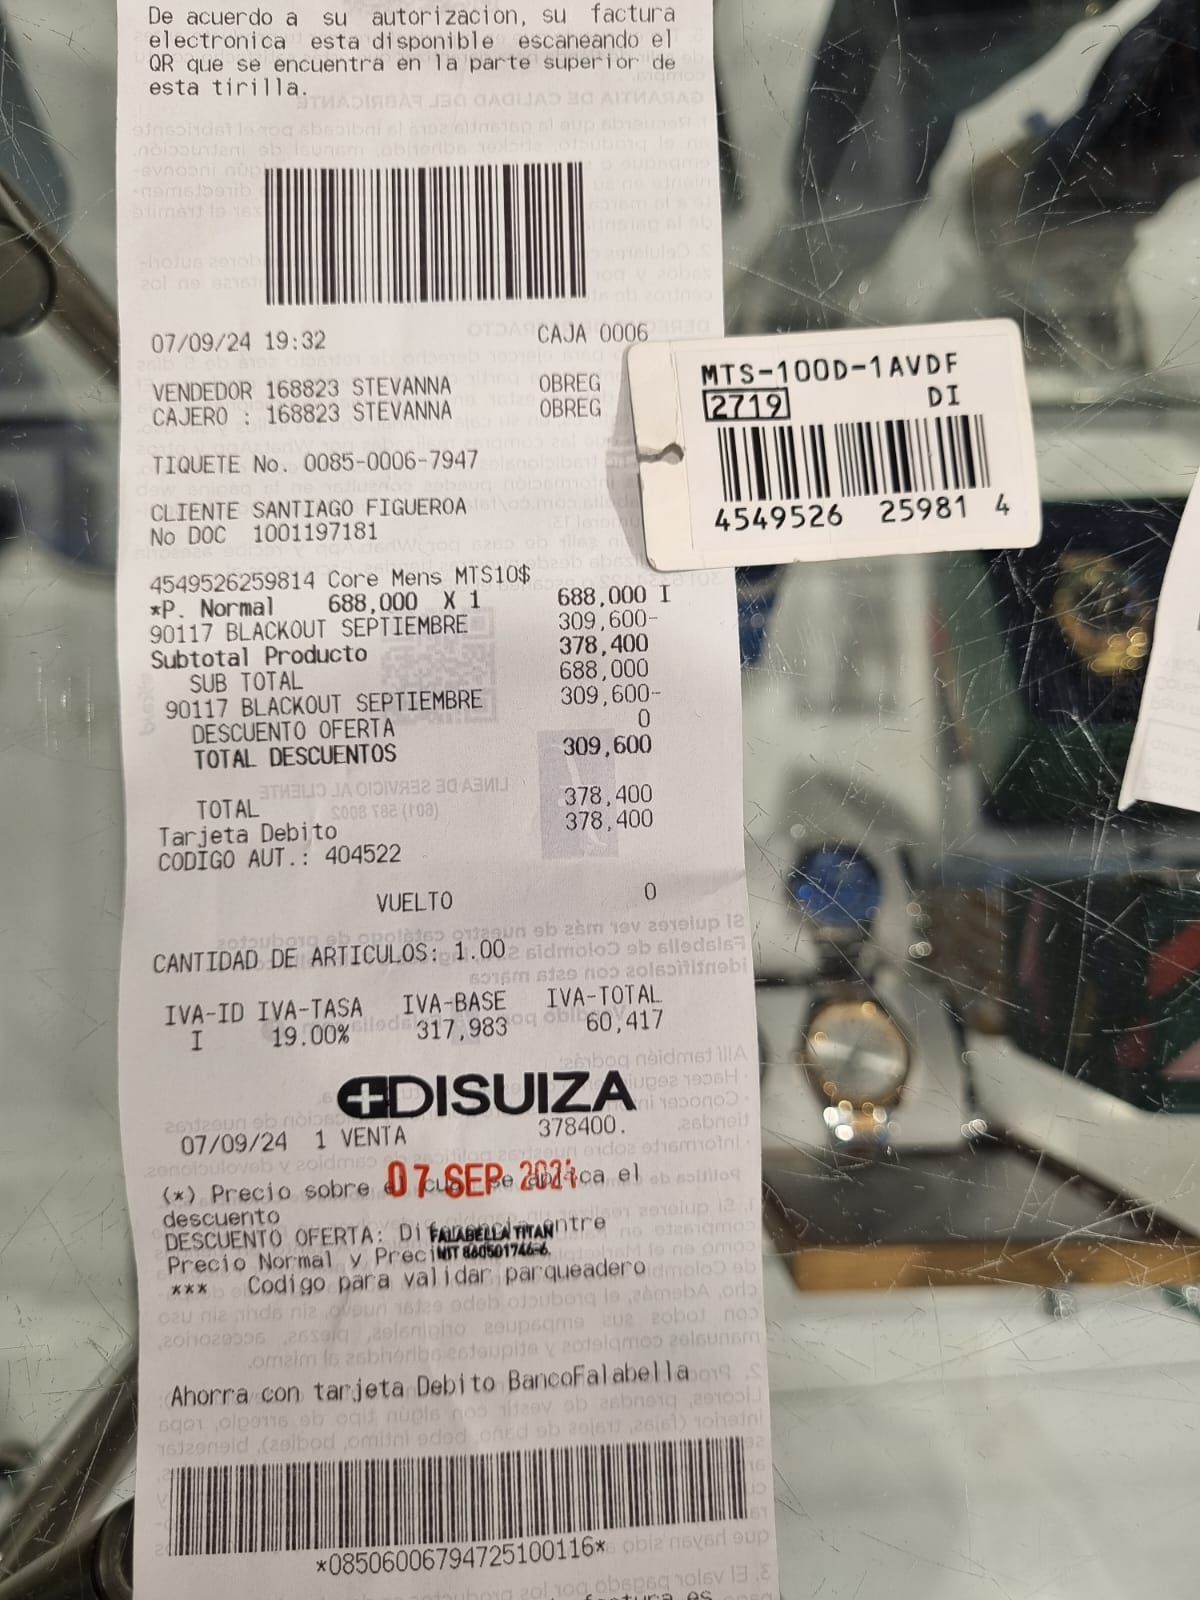 De acuerdo a su autorizacion, su factura
electronica esta disponible escaneando el
QR que se encuentra en la parte superior de
esta tirilla.
07/09/24 19:32 CAJA 0006
VENDEDOR 168823 STEVANNA OBREG
CAJERO : 168823 STEVANNA OBREG
TIQUETE No. 0085-0006-7947
CLIENTE SANTIAGO FIGUEROA
No DOC 1001197181
4549526259814 Core Mens MTS10$
*P. Normal 688,000 X 1 688,000 I
90117 BLACKOUT SEPTIEMBRE 309,600-
Subtotal Producto 378,400
SUB TOTAL 688,000
90117 BLACKOUT SEPTIEMBRE 309,600-
DESCUENTO OFERTA 0
TOTAL DESCUENTOS 309,600
TOTAL 378,400
Tarjeta Debito 378,400
CODIGO AUT.: 404522
VUELTO 0
CANTIDAD DE ARTICULOS: 1.00
IVA-ID IVA-TASA IVA-BASE IVA-TOTAL
I 19.00% 317,983 60,417
DISUIZA
07/09/24 1 VENTA 378400.
07 SEP 2024
(*) Precio sobre el
descuento
DESCUENTO OFERTA: entre
Precio Normal y
FALABELLA TITAN
NIT 860501746-6.
*** Codigo para validar parqueadero
Ahorra con tarjeta Debito BancoFalabella
*08506006794725100116*
MTS-100D-1AVDF
2719 DI
4549526 25981 4